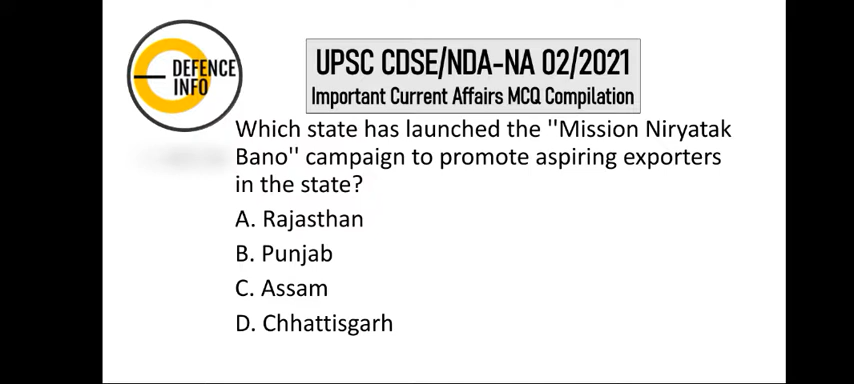 DEFENCE
INFO
UPSC CDSE/NDA-NA 02/2021
Important Current Affairs MCQ Compilation
Which state has launched the ''Mission Niryatak
Bano'' campaign to promote aspiring exporters
in the state?
A. Rajasthan
B. Punjab
C. Assam
D. Chhattisgarh